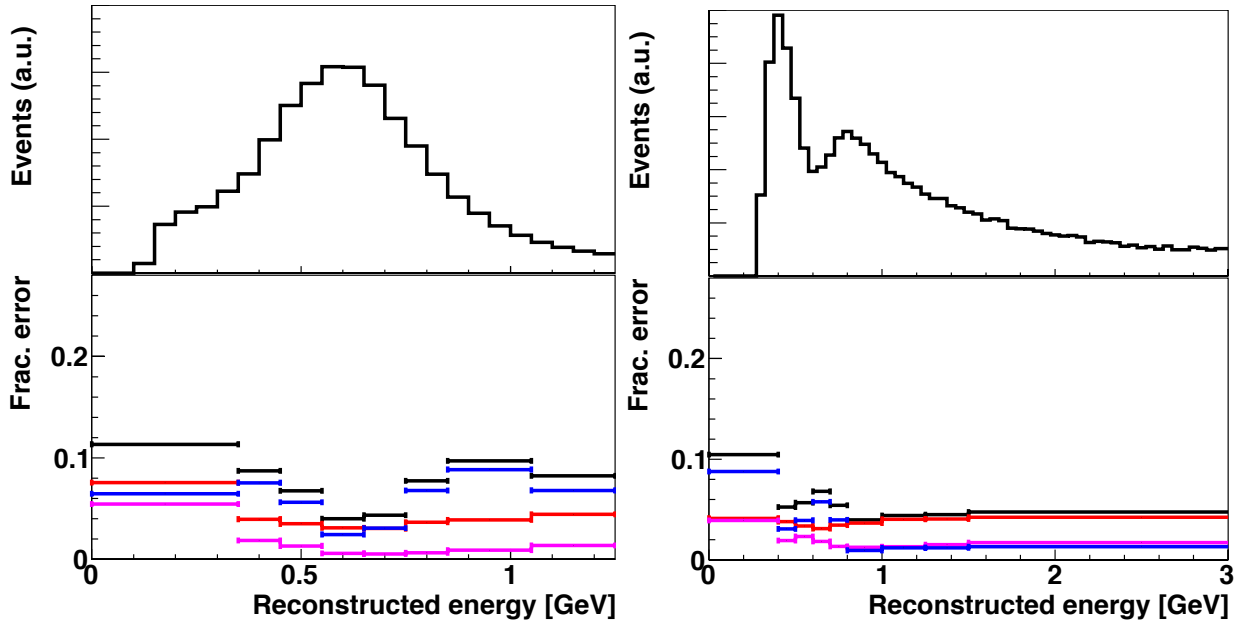 Events (a.u.)
Frac. error
0.2
0.1
0
0 0.5 1
Reconstructed energy [GeV]
Events (a.u.)
Frac. error
0.2
0.1
0
0 1 2 3
Reconstructed energy [GeV]